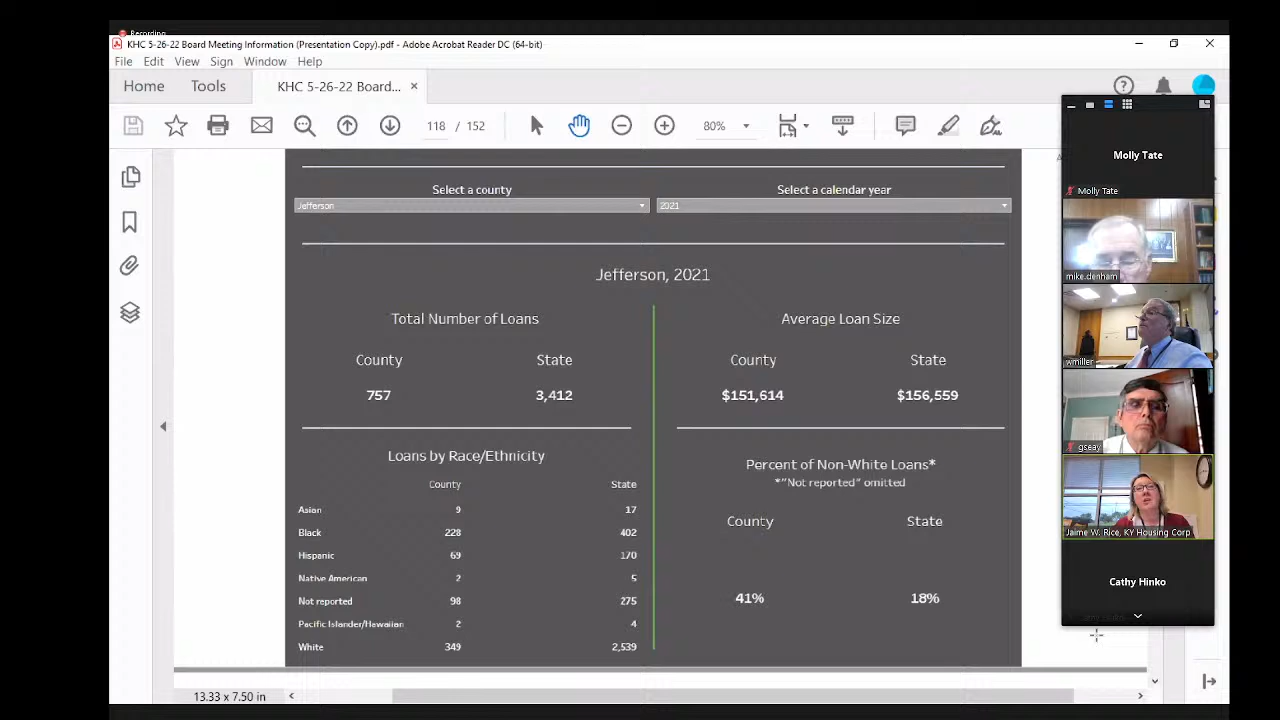 Recording
KHC 5-26-22 Board Meeting Information (Presentation Copy).pdf - Adobe Acrobat Reader DC (64-bit)
File Edit View Sign Window Help
Home Tools KHC 5-26-22 Board... ×
118 / 152 80%
Select a county Select a calendar year
Jefferson 2021
Jefferson, 2021
Total Number of Loans Average Loan Size
County State County State
757 3,412 $151,614 $156,559
Loans by Race/Ethnicity Percent of Non-White Loans*
*"Not reported" omitted
County State
Asian 9 17
Black 228 402
Hispanic 69 170
Native American 2 5
Not reported 98 275
Pacific Islander/Hawaiian 2 4
White 349 2,539
County State
41% 18%
13.33 x 7.50 in
Molly Tate
Molly Tate
mike.denham
wmiller
gseay
Jaime W. Rice, KY Housing Corp
Cathy Hinko